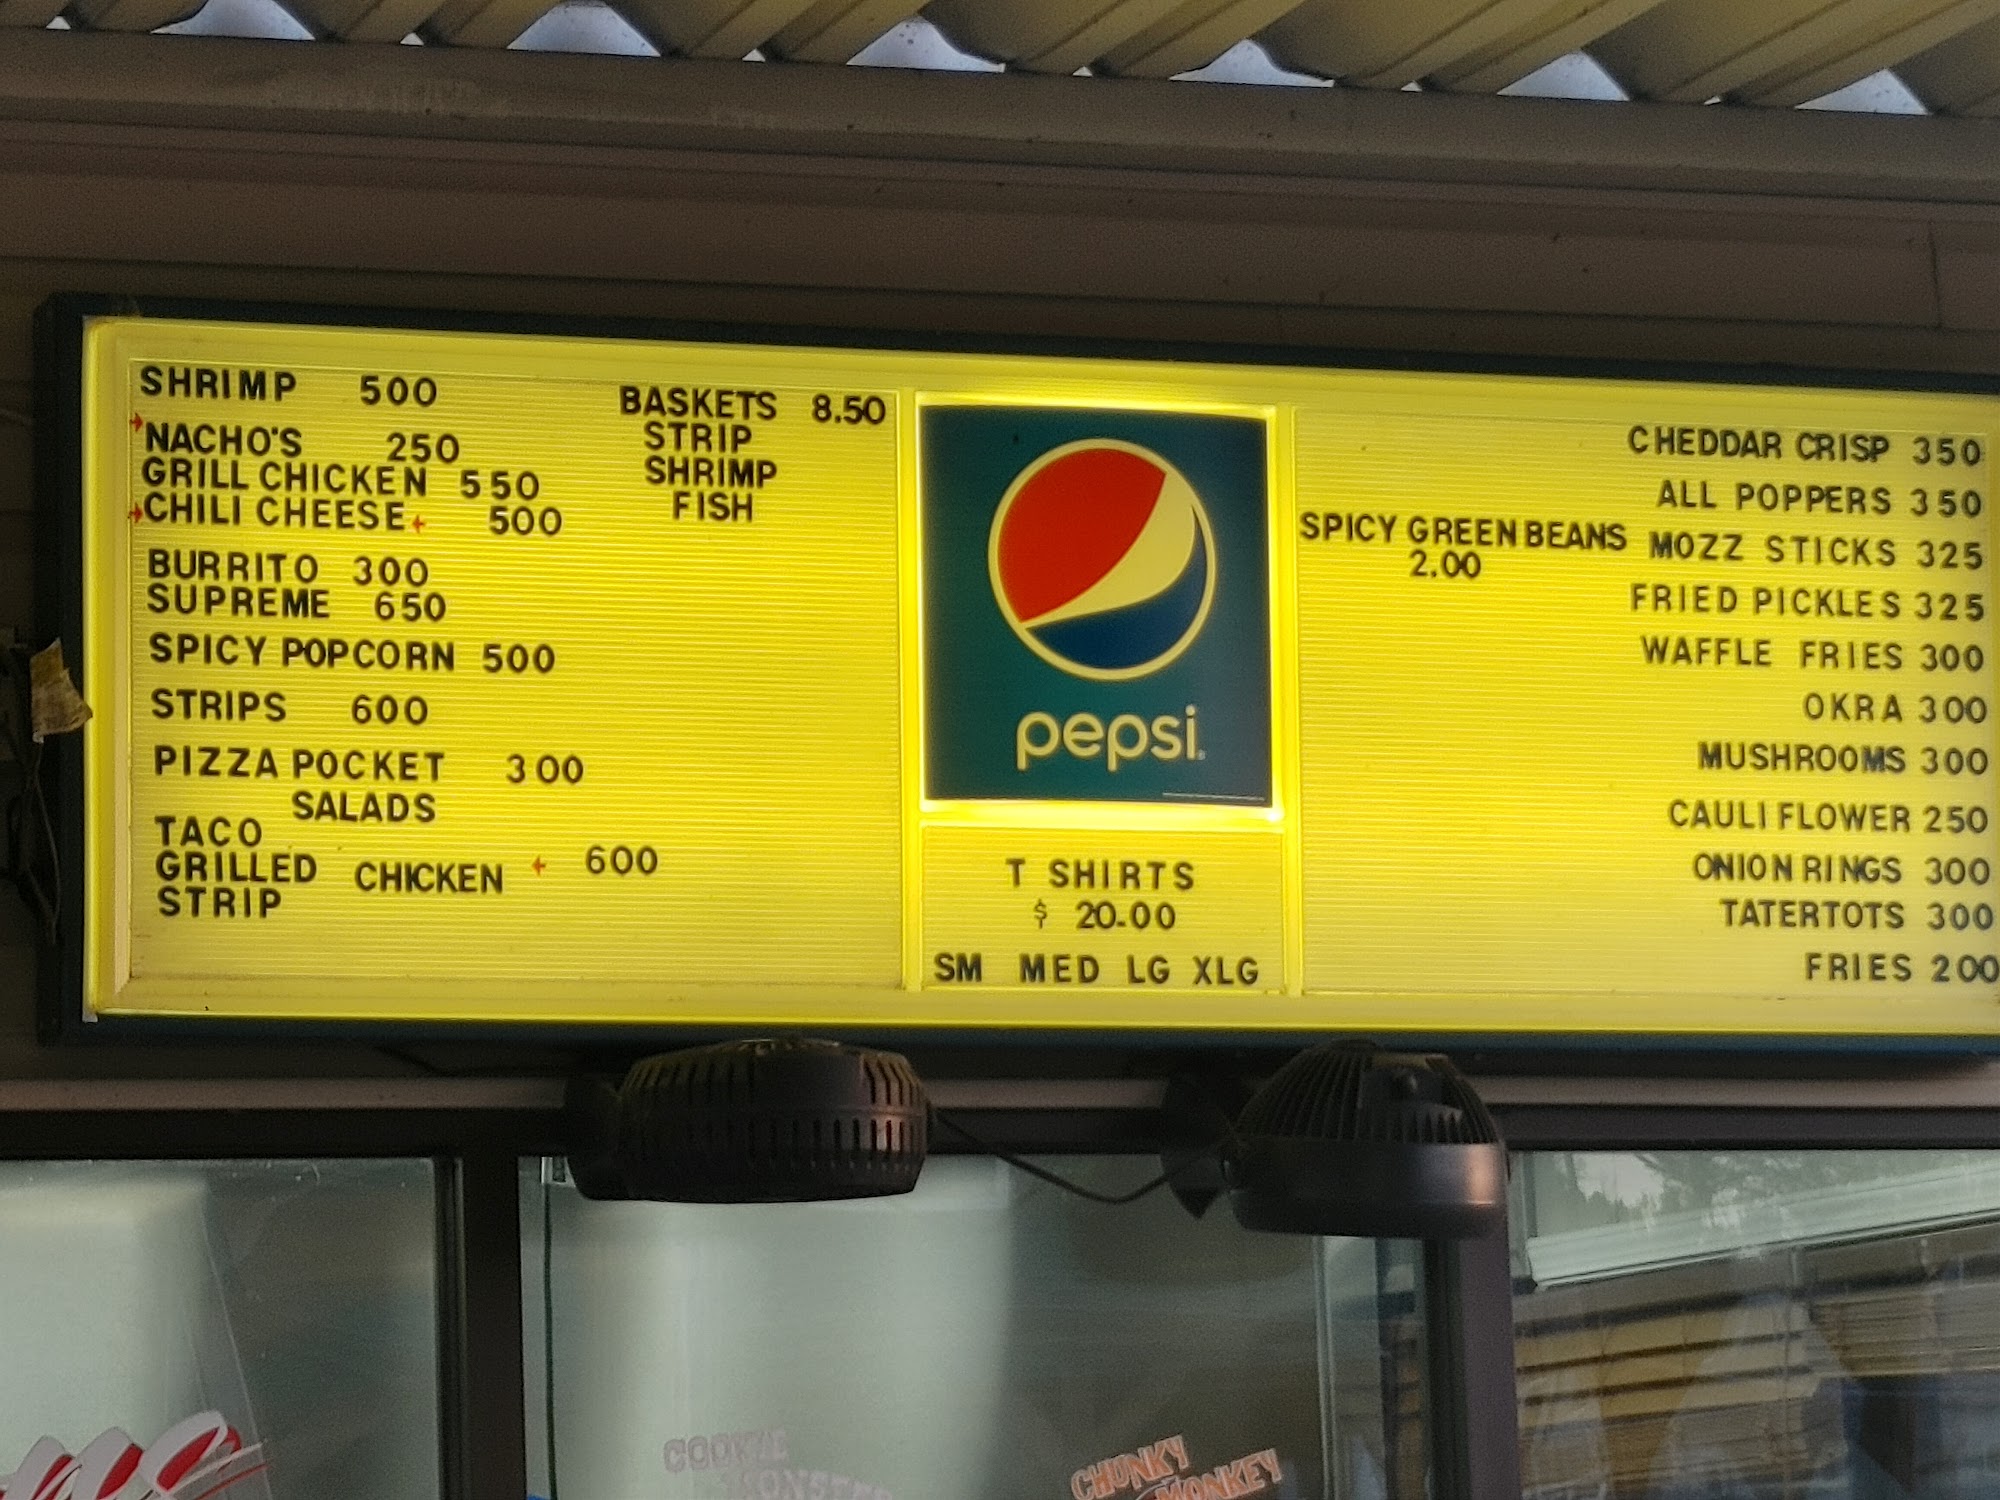 SHRIMP 500
NACHO'S 250
GRILL CHICKEN 550
CHILI CHEESE 500
BURRITO 300
SUPREME 650
SPICY POPCORN 500
STRIPS 600
PIZZA POCKET 300
SALADS
TACO
GRILLED CHICKEN 600
STRIP
BASKETS 8.50
STRIP
SHRIMP
FISH
pepsi
T SHIRTS
$ 20.00
SM MED LG XLG
SPICY GREEN BEANS
2.00
CHEDDAR CRISP 350
ALL POPPERS 350
MOZZ STICKS 325
FRIED PICKLES 325
WAFFLE FRIES 300
OKRA 300
MUSHROOMS 300
CAULIFLOWER 250
ONION RINGS 300
TATERTOTS 300
FRIES 200
COOKIE
MONSTER
CHUNKY
MONKEY